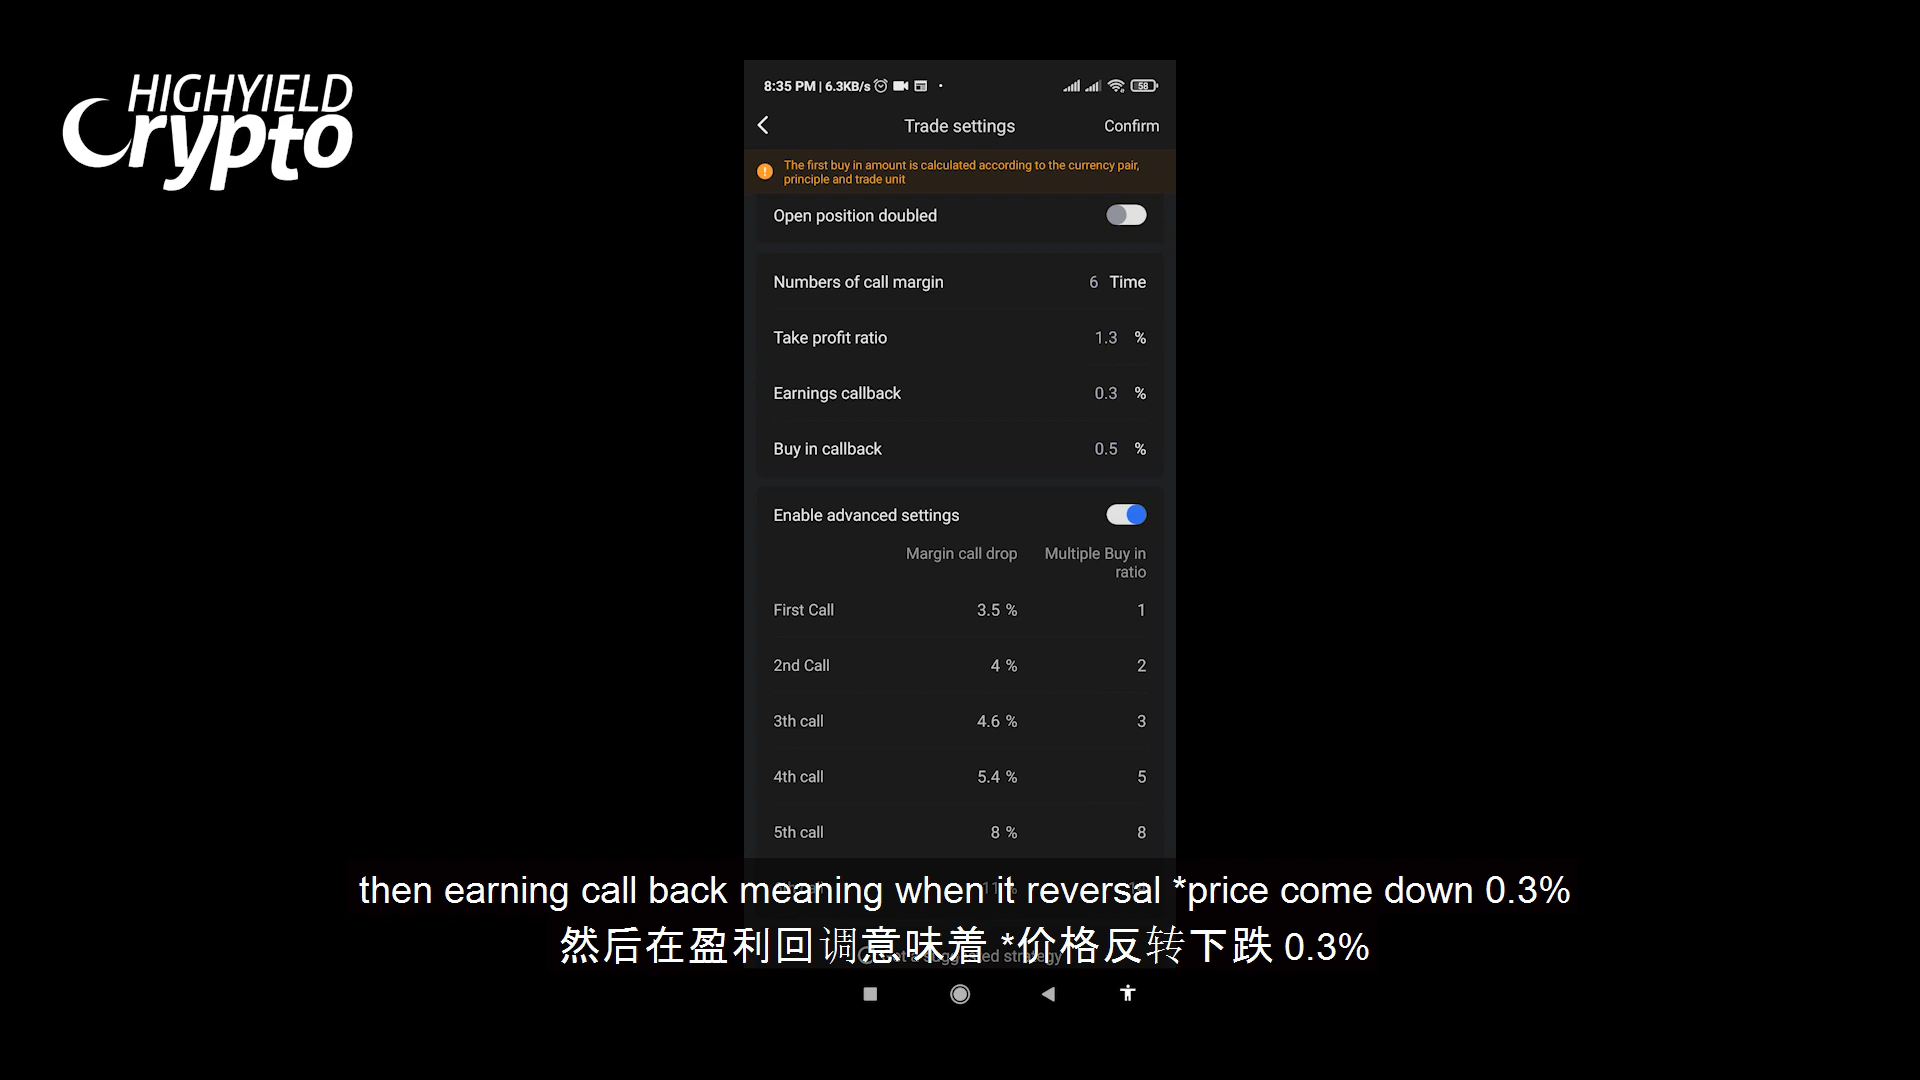 HIGHYIELD
Crypto
8:35 PM | 6.3KB/s
58
Trade settings
Confirm
The first buy in amount is calculated according to the currency pair,
principle and trade unit
Open position doubled
Numbers of call margin 6 Time
Take profit ratio 1.3 %
Earnings callback 0.3 %
Buy in callback 0.5 %
Enable advanced settings
Margin call drop Multiple Buy in
ratio
First Call 3.5 % 1
2nd Call 4 % 2
3th call 4.6 % 3
4th call 5.4 % 5
5th call 8 % 8
then earning call back meaning when it reversal *price come down 0.3%
然后在盈利回调意味着 *价格反转下跌 0.3%